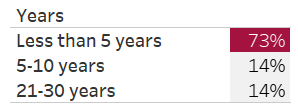 Years
Less than 5 years 73%
5-10 years 14%
21-30 years 14%